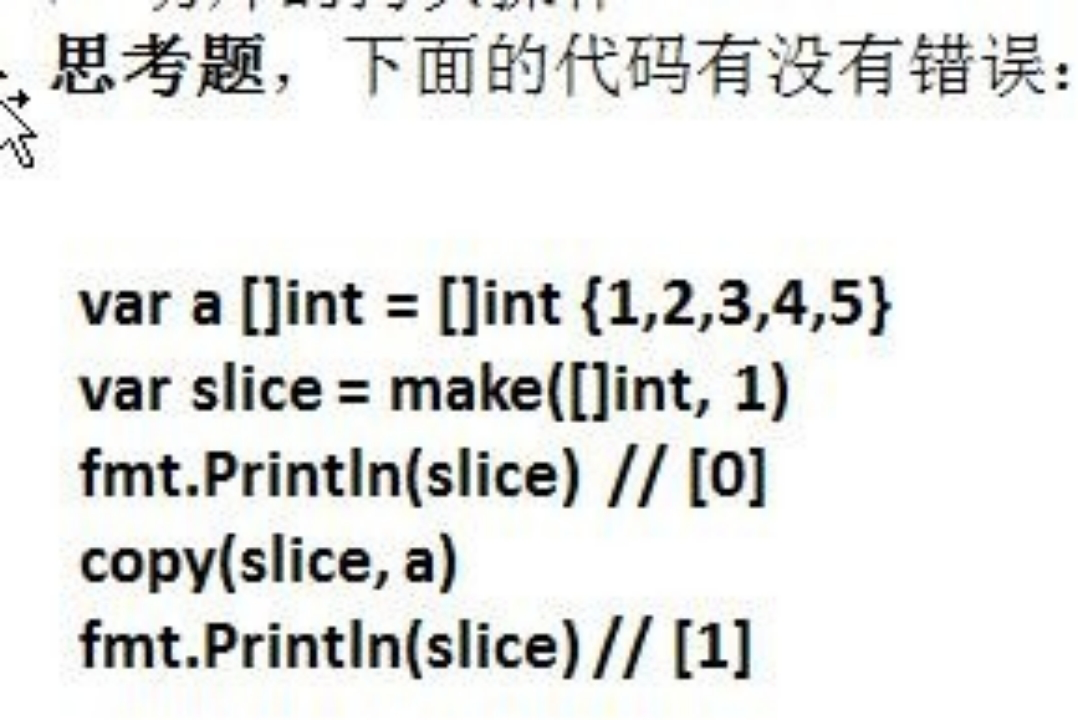 思考题，下面的代码有没有错误：
var a []int = []int {1,2,3,4,5}
var slice = make([]int, 1)
fmt.Println(slice) // [0]
copy(slice, a)
fmt.Println(slice) // [1]